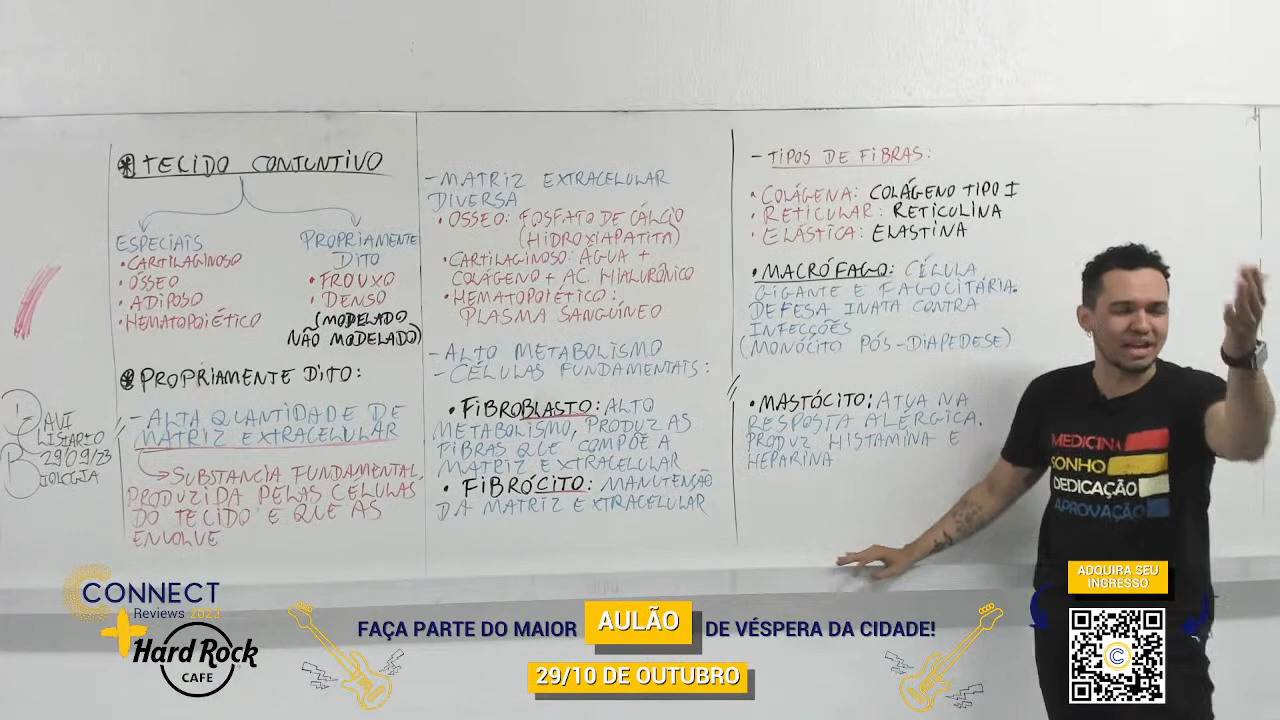 * TECIDO CONJUNTIVO
ESPECIAIS
• CARTILAGINOSO
• OSSEO
• ADIPOSO
• HEMATOPOIÉTICO
PROPRIAMENTE
DITO
• FROUXO
• DENSO
(MODELADO
NÃO MODELADO)
* PROPRIAMENTE DITO:
- ALTA QUANTIDADE DE
MATRIZ EXTRACELULAR
→ SUBSTANCIA FUNDAMENTAL
PRODUZIDA PELAS CELULAS
DO TECIDO E QUE AS
ENVOLVE
DAVI
LISTARTO
29/09/23
BIOLOGIA
- MATRIZ EXTRACELULAR
DIVERSA
• OSSEO: FOSFATO DE CÁLCIO
(HIDROXIAPATITA)
• CARTILAGINOSO: ÁGUA +
COLÁGENO + AC. HIALURÔNICO
• HEMATOPOIÉTICO:
PLASMA SANGUÍNEO
- ALTO METABOLISMO
- CÉLULAS FUNDAMENTAIS:
• FIBROBLASTO: ALTO
METABOLISMO, PRODUZ AS
FIBRAS QUE COMPÕE A
MATRIZ EXTRACELULAR
• FIBRÓCITO: MANUTENSÃO
DA MATRIZ EXTRACELULAR
- TIPOS DE FIBRAS:
• COLÁGENA: COLÁGENO TIPO I
• RETICULAR: RETICULINA
• ELÁSTICA: ELASTINA
• MACRÓFAGO: CÉLULA
GIGANTE E FAGOCITÁRIA.
DEFESA INATA CONTRA
INFECÇÕES
(MONÓCITO PÓS-DIAPEDESE)
• MASTÓCITO: ATUA NA
RESPOSTA ALÉRGICA.
PRODUZ HISTAMINA E
HEPARINA
MEDICINA
SONHO
DEDICAÇÃO
APROVAÇÃO
CONNECT
Reviews 2023
+
Hard Rock
CAFE
FAÇA PARTE DO MAIOR AULÃO DE VÉSPERA DA CIDADE!
29/10 DE OUTUBRO
ADQUIRA SEU
INGRESSO
C